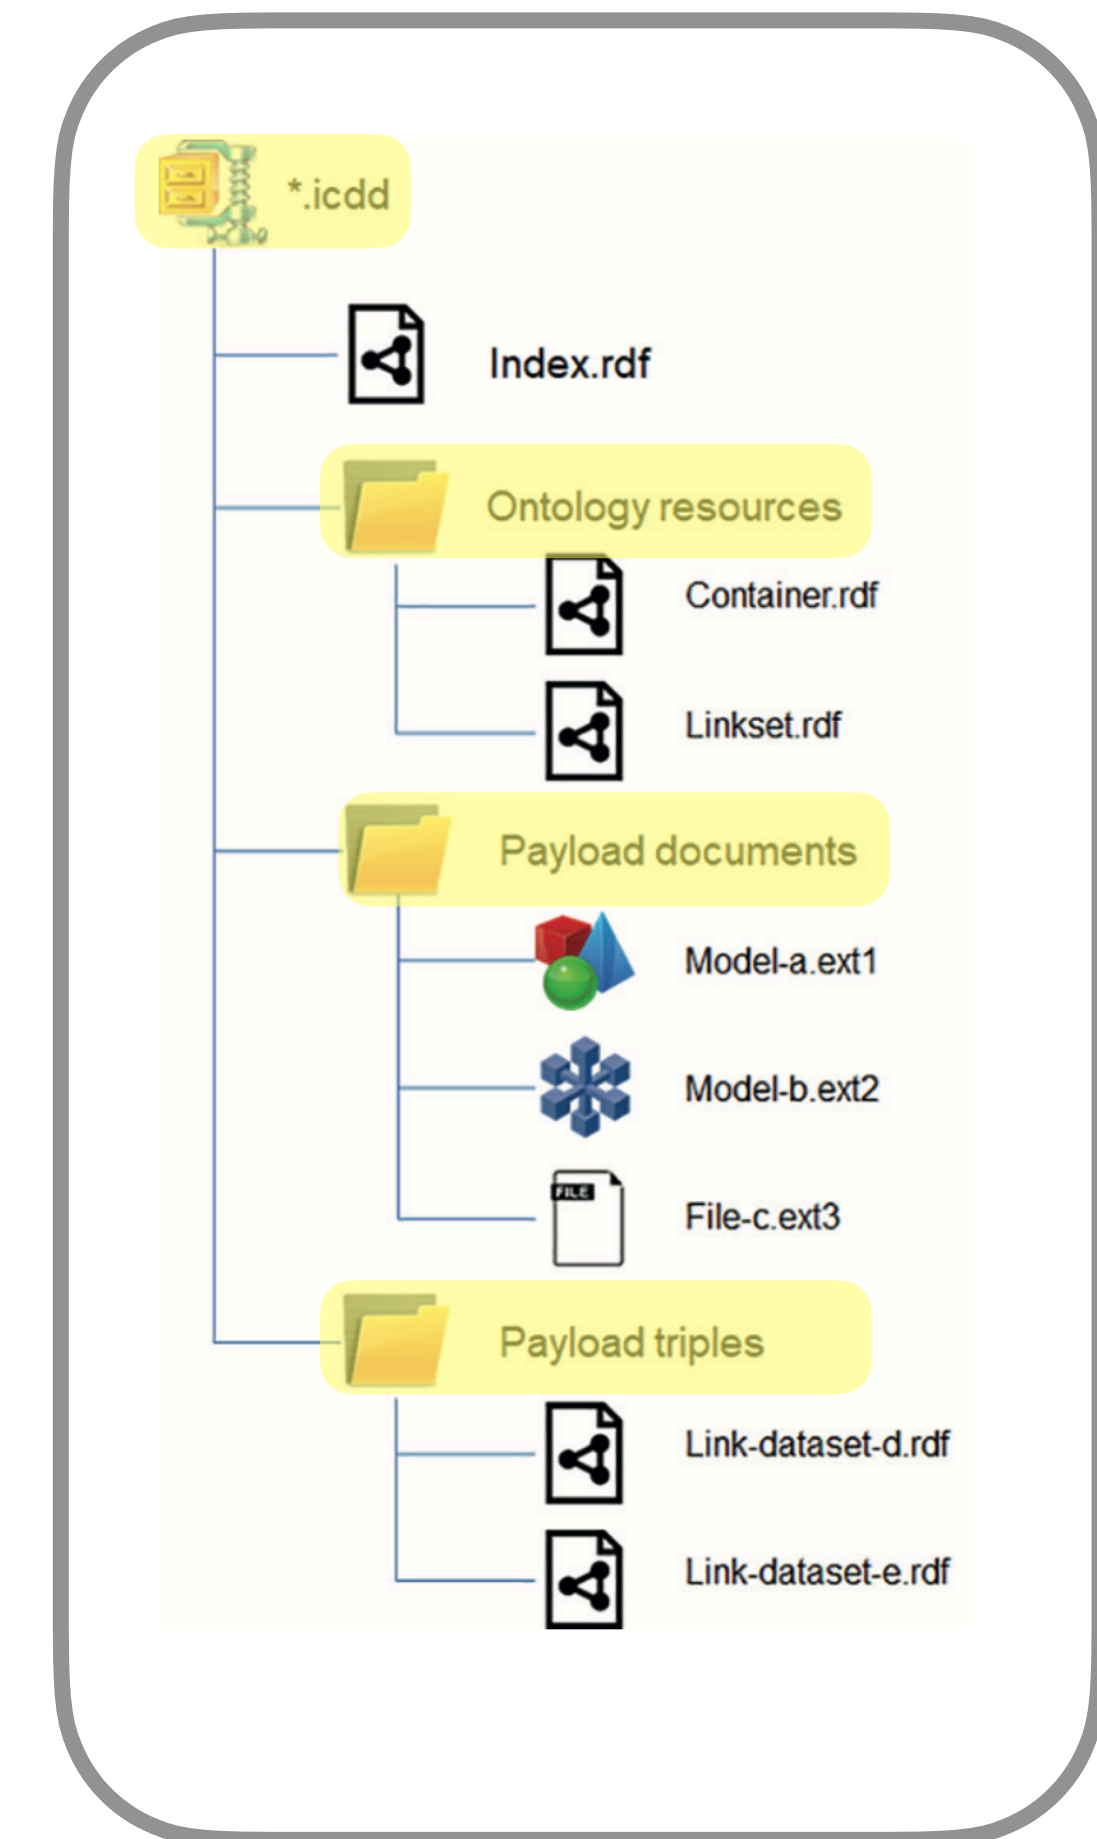 *.icdd
Index.rdf
Ontology resources
Container.rdf
Linkset.rdf
Payload documents
Model-a.ext1
Model-b.ext2
FILE
File-c.ext3
Payload triples
Link-dataset-d.rdf
Link-dataset-e.rdf